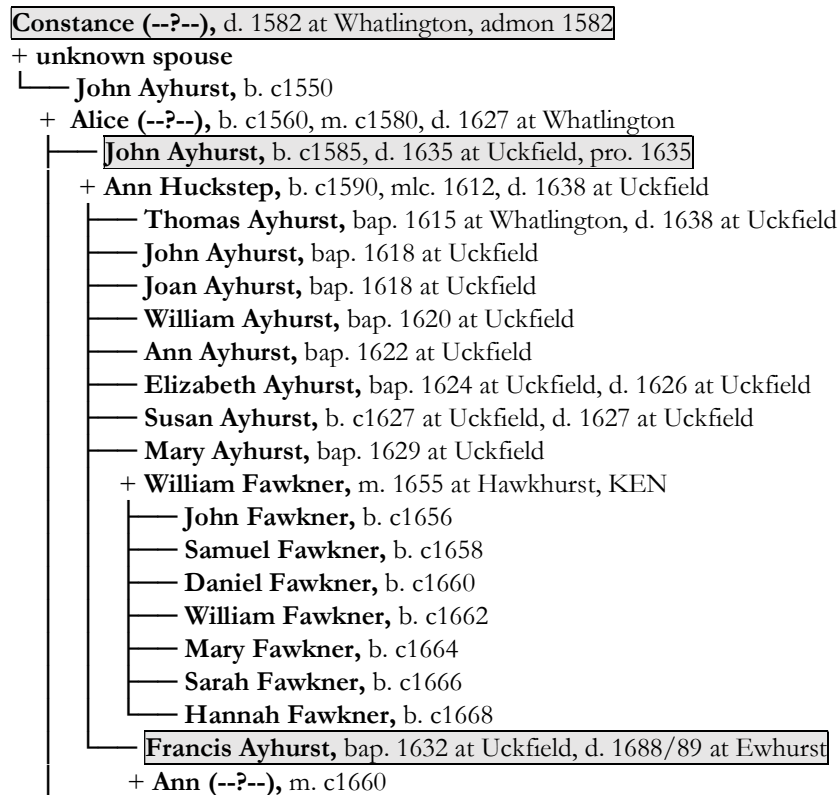 Constance (--?--), d. 1582 at Whatlington, admon 1582
+ unknown spouse
John Ayhurst, b. c1550
+ Alice (--?--), b. c1560, m. c1580, d. 1627 at Whatlington
John Ayhurst, b. c1585, d. 1635 at Uckfield, pro. 1635
+ Ann Huckstep, b. c1590, mlc. 1612, d. 1638 at Uckfield
Thomas Ayhurst, bap. 1615 at Whatlington, d. 1638 at Uckfield
John Ayhurst, bap. 1618 at Uckfield
Joan Ayhurst, bap. 1618 at Uckfield
William Ayhurst, bap. 1620 at Uckfield
Ann Ayhurst, bap. 1622 at Uckfield
Elizabeth Ayhurst, bap. 1624 at Uckfield, d. 1626 at Uckfield
Susan Ayhurst, b. c1627 at Uckfield, d. 1627 at Uckfield
Mary Ayhurst, bap. 1629 at Uckfield
+ William Fawkner, m. 1655 at Hawkhurst, KEN
John Fawkner, b. c1656
Samuel Fawkner, b. c1658
Daniel Fawkner, b. c1660
William Fawkner, b. c1662
Mary Fawkner, b. c1664
Sarah Fawkner, b. c1666
Hannah Fawkner, b. c1668
Francis Ayhurst, bap. 1632 at Uckfield, d. 1688/89 at Ewhurst
+ Ann (--?--), m. c1660